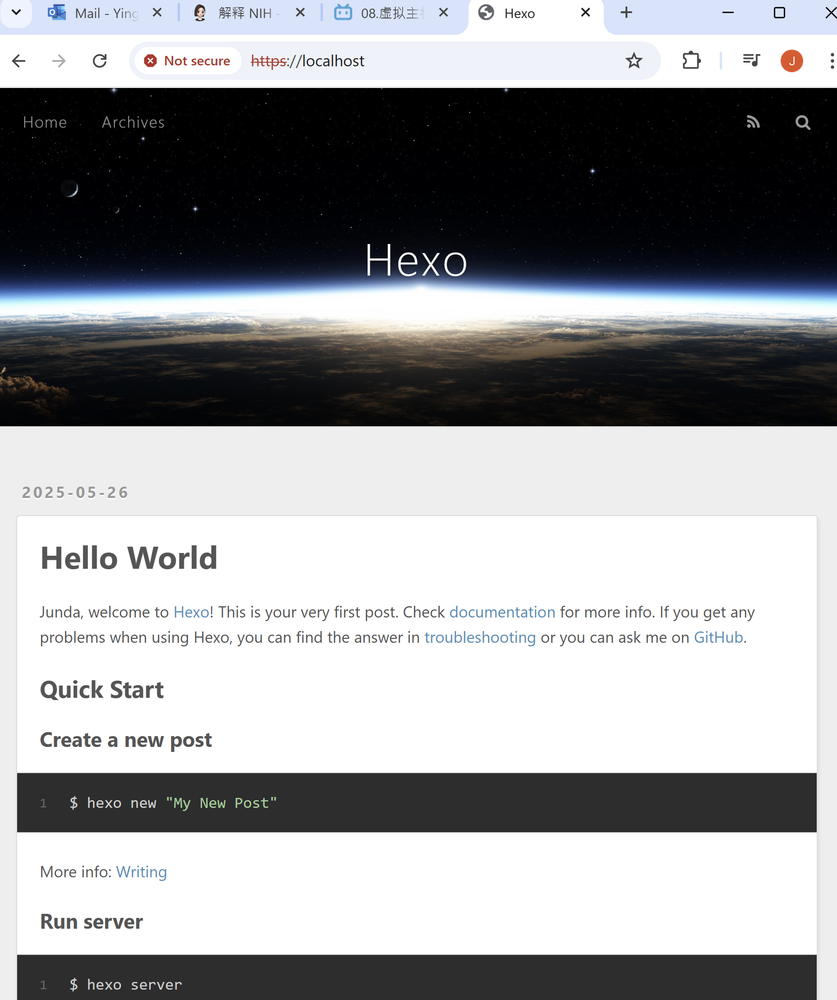 Mail - Ying
解释 NIH -
08.虚拟主
Hexo
Not secure
https://localhost
J
Home
Archives
Hexo
2025-05-26
Hello World
Junda, welcome to Hexo! This is your very first post. Check documentation for more info. If you get any
problems when using Hexo, you can find the answer in troubleshooting or you can ask me on GitHub.
Quick Start
Create a new post
1 $ hexo new "My New Post"
More info: Writing
Run server
1 $ hexo server